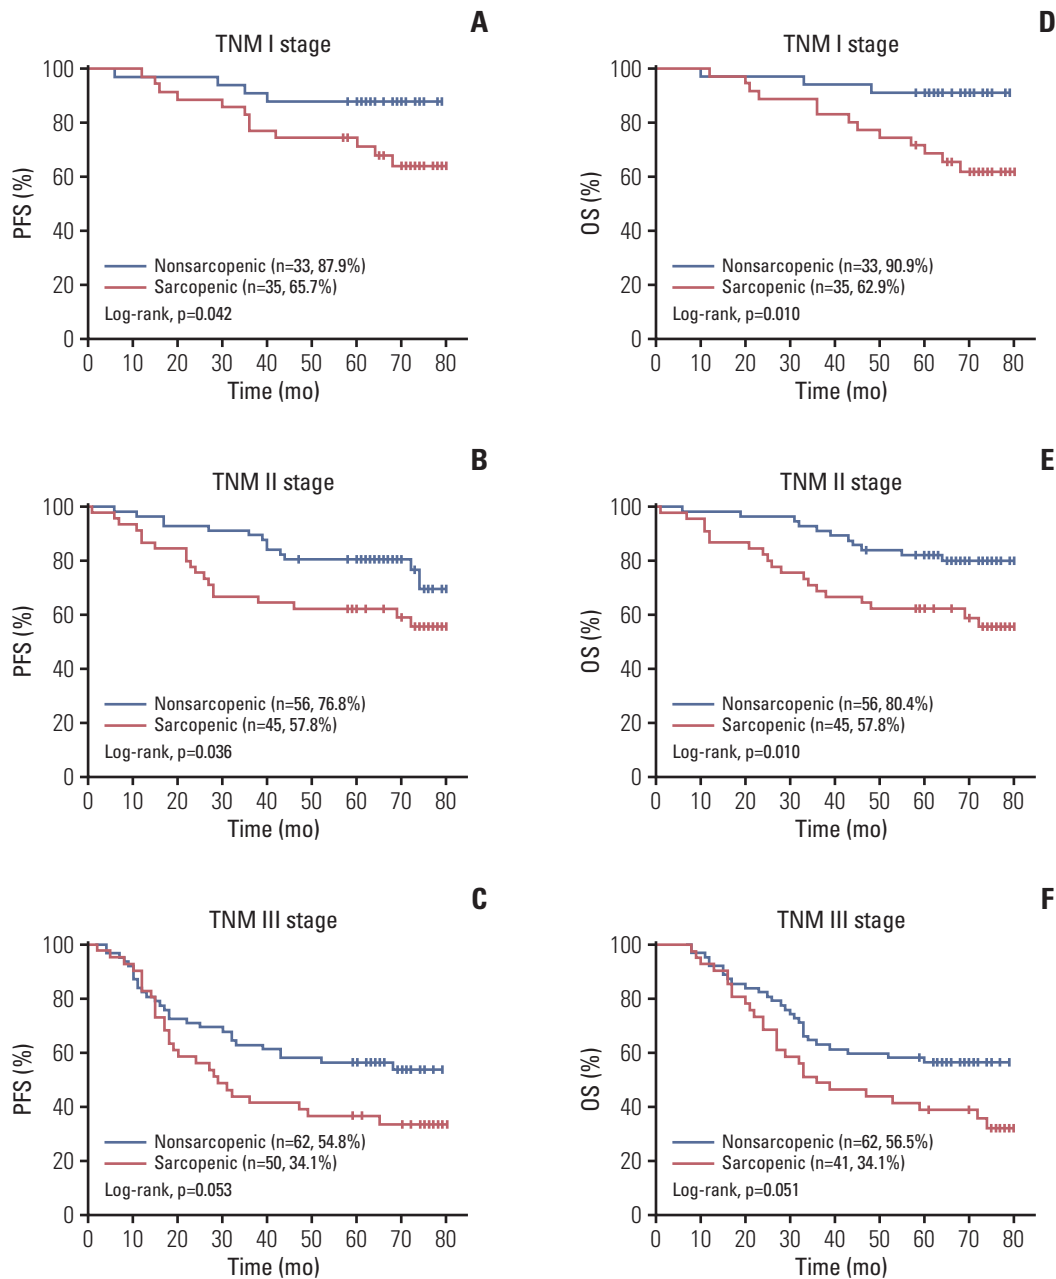 A
TNM I stage
PFS (%)
100
80
60
40
20
0
Nonsarcopenic (n=33, 87.9%)
Sarcopenic (n=35, 65.7%)
Log-rank, p=0.042
0 10 20 30 40 50 60 70 80
Time (mo)
D
TNM I stage
OS (%)
100
80
60
40
20
0
Nonsarcopenic (n=33, 90.9%)
Sarcopenic (n=35, 62.9%)
Log-rank, p=0.010
0 10 20 30 40 50 60 70 80
Time (mo)
B
TNM II stage
PFS (%)
100
80
60
40
20
0
Nonsarcopenic (n=56, 76.8%)
Sarcopenic (n=45, 57.8%)
Log-rank, p=0.036
0 10 20 30 40 50 60 70 80
Time (mo)
E
TNM II stage
OS (%)
100
80
60
40
20
0
Nonsarcopenic (n=56, 80.4%)
Sarcopenic (n=45, 57.8%)
Log-rank, p=0.010
0 10 20 30 40 50 60 70 80
Time (mo)
C
TNM III stage
PFS (%)
100
80
60
40
20
0
Nonsarcopenic (n=62, 54.8%)
Sarcopenic (n=50, 34.1%)
Log-rank, p=0.053
0 10 20 30 40 50 60 70 80
Time (mo)
F
TNM III stage
OS (%)
100
80
60
40
20
0
Nonsarcopenic (n=62, 56.5%)
Sarcopenic (n=41, 34.1%)
Log-rank, p=0.051
0 10 20 30 40 50 60 70 80
Time (mo)